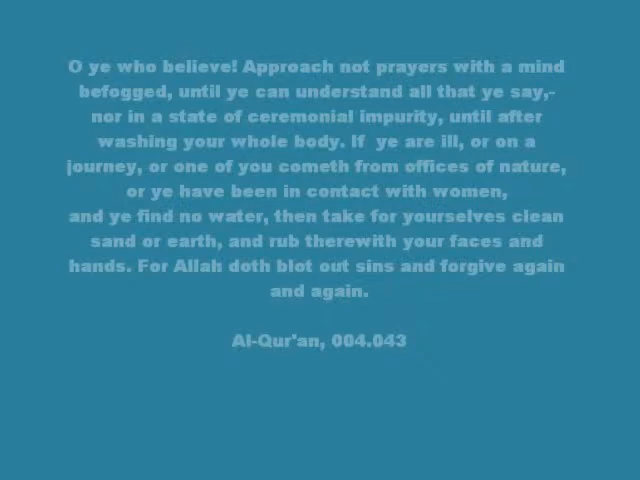 O ye who believe! Approach not prayers with a mind
befogged, until ye can understand all that ye say,-
nor in a state of ceremonial impurity, until after
washing your whole body. If  ye are ill, or on a
journey, or one of you cometh from offices of nature,
or ye have been in contact with women,
and ye find no water, then take for yourselves clean
sand or earth, and rub therewith your faces and
hands. For Allah doth blot out sins and forgive again
and again.
Al-Qur'an, 004.043